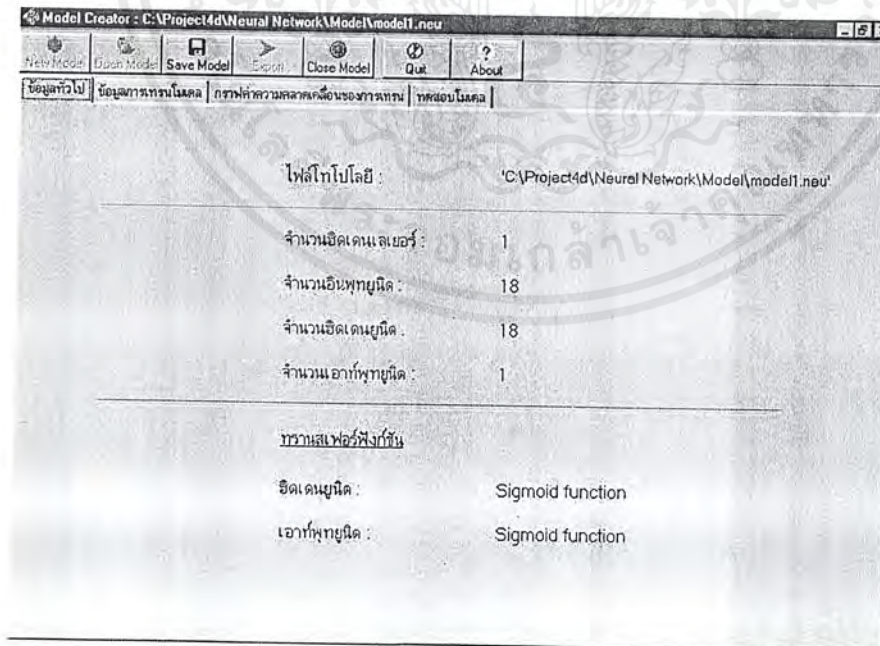 Model Creator : C:\Project4d\Neural Network\Model\model1.neu
New Model Open Model Save Model Export Close Model Quit About
ข้อมูลทั่วไป ข้อมูลการเทรนโมเดล กราฟค่าความคลาดเคลื่อนของการเทรน ทดสอบโมเดล
ไฟล์โทโปโลยี : 'C:\Project4d\Neural Network\Model\model1.neu'
จำนวนฮิดเดนเลเยอร์ : 1
จำนวนอินพุทยูนิต : 18
จำนวนฮิดเดนยูนิต : 18
จำนวนเอาท์พุทยูนิต : 1
ทรานสเฟอร์ฟังก์ชัน
ฮิดเดนยูนิต : Sigmoid function
เอาท์พุทยูนิต : Sigmoid function